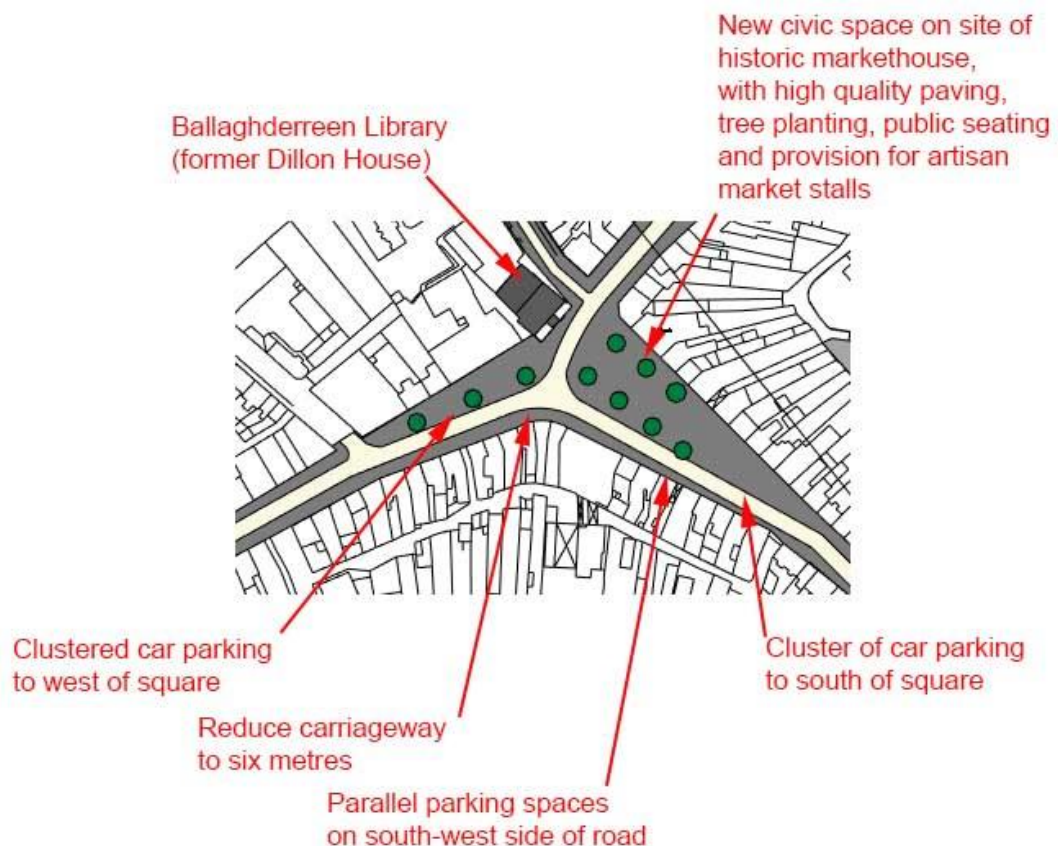 New civic space on site of
historic markethouse,
with high quality paving,
tree planting, public seating
and provision for artisan
market stalls
Ballaghderreen Library
(former Dillon House)
Clustered car parking
to west of square
Cluster of car parking
to south of square
Reduce carriageway
to six metres
Parallel parking spaces
on south-west side of road